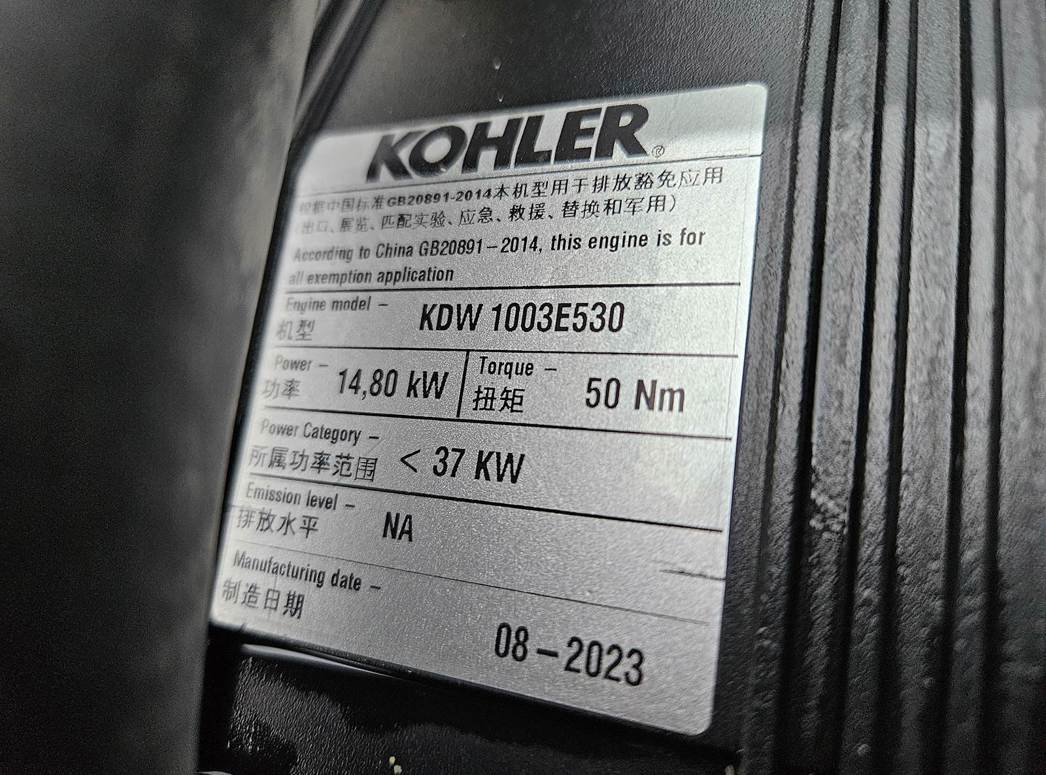 KOHLER®
根据中国标准GB20891-2014本机型用于排放豁免应用
(出口、展览、匹配实验、应急、救援、替换和军用)
According to China GB20891–2014, this engine is for
all exemption application
Engine model –
机型
KDW 1003E530
Power –
功率
14,80 kW
Torque –
扭矩
50 Nm
Power Category –
所属功率范围
< 37 KW
Emission level –
排放水平
NA
Manufacturing date –
制造日期
08–2023